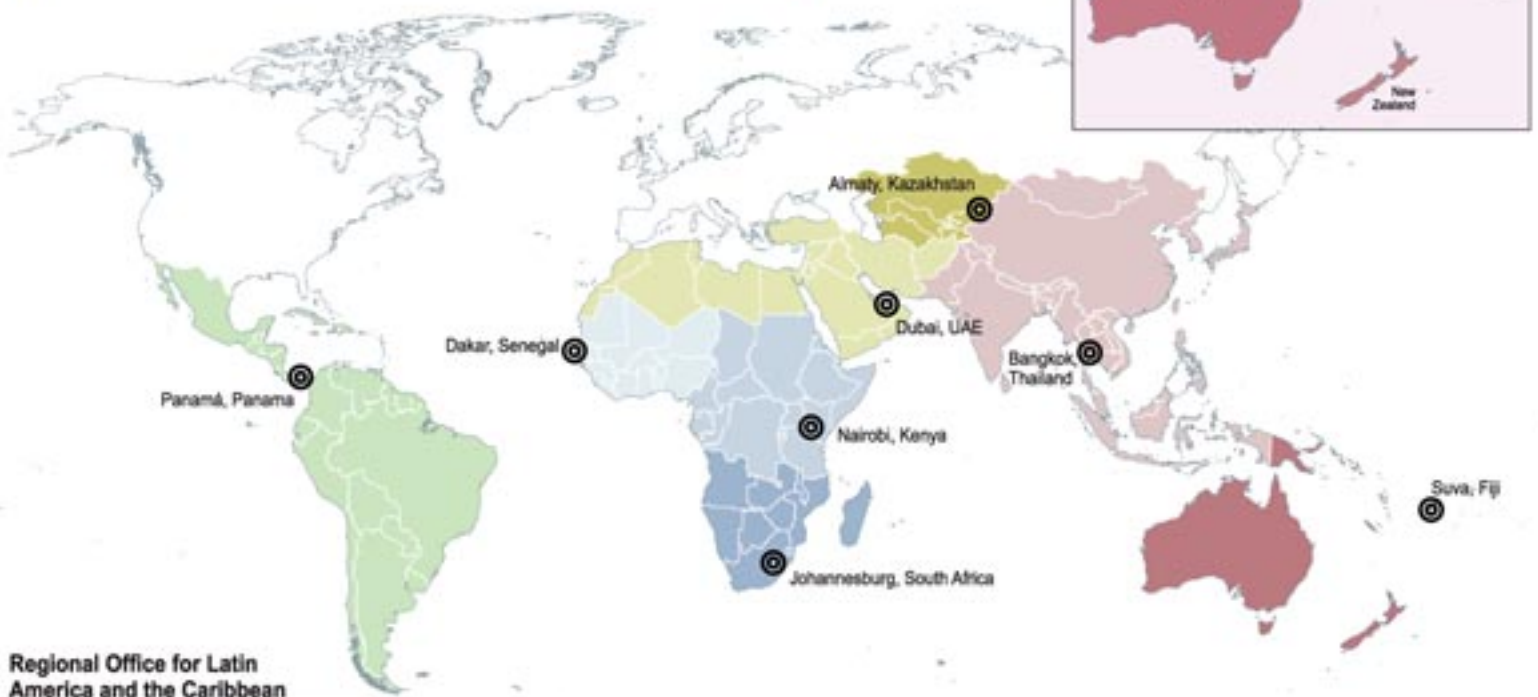 New
Zealand
Almaty, Kazakhstan
Dubai, UAE
Dakar, Senegal
Bangkok,
Thailand
Panamá, Panama
Nairobi, Kenya
Suva, Fiji
Johannesburg, South Africa
Regional Office for Latin
America and the Caribbean